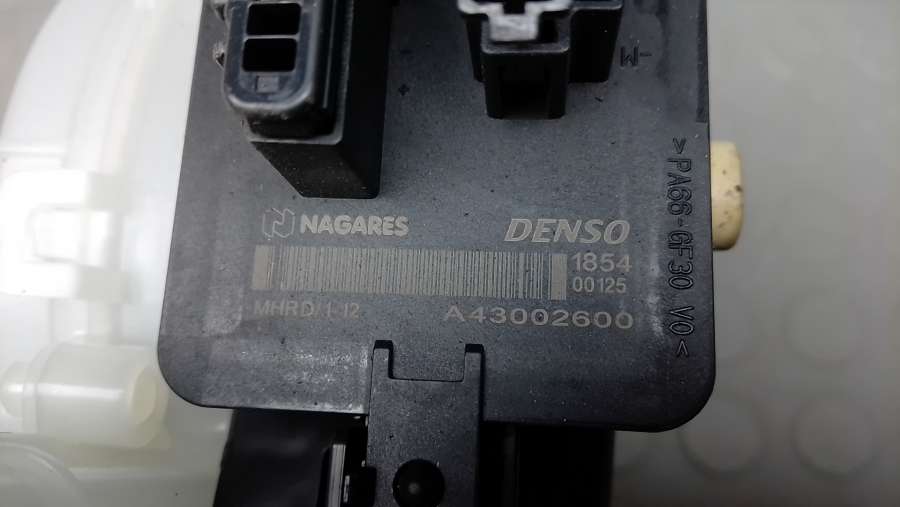 M-
+
NAGARES DENSO
1854
00125
MHRD/1-12 A43002600
>PA66-GF30 V0<